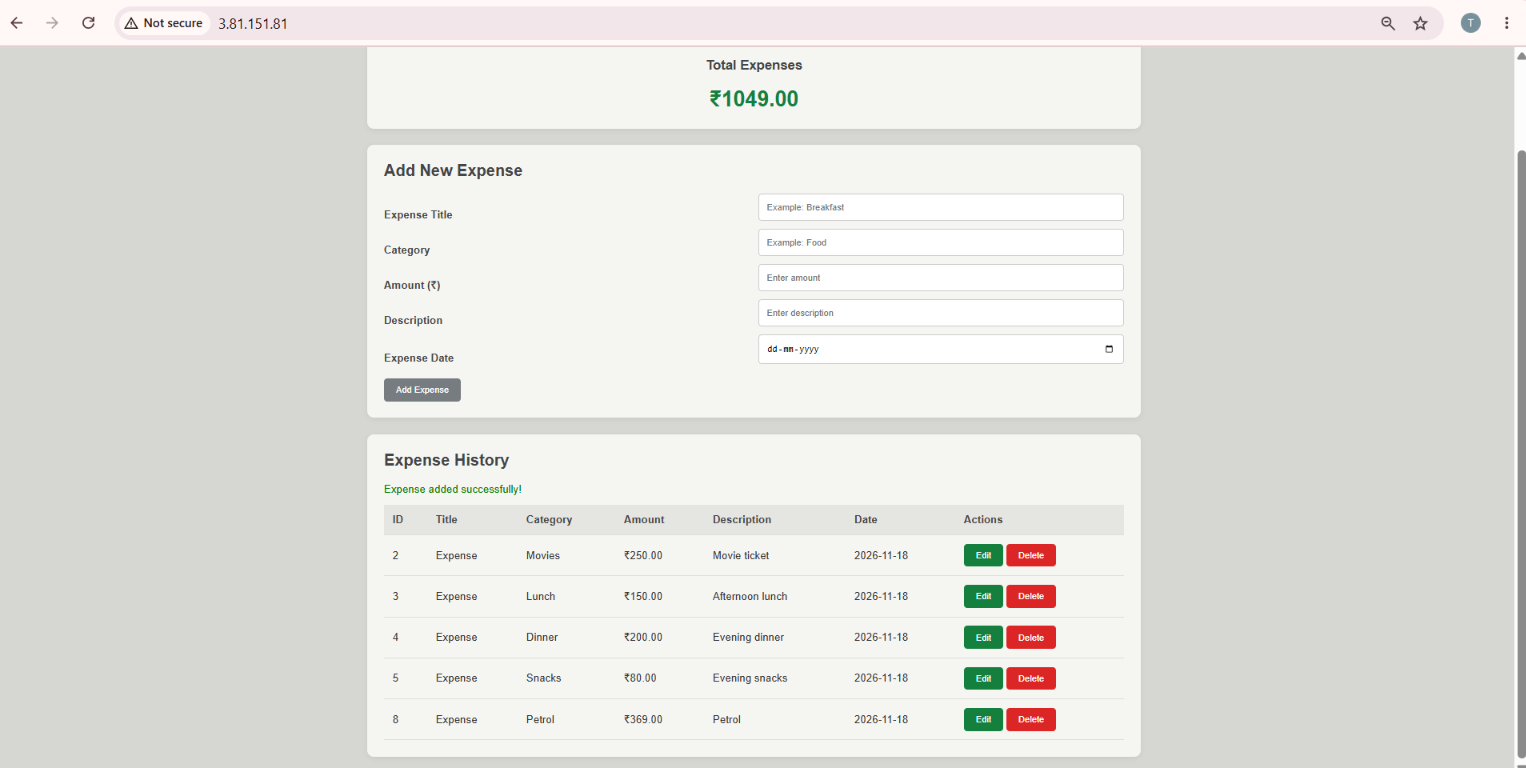 Not secure 3.81.151.81
T
Total Expenses
₹1049.00
Add New Expense
Expense Title Example: Breakfast
Category Example: Food
Amount (₹) Enter amount
Description Enter description
Expense Date dd-mm-yyyy
Add Expense
Expense History
Expense added successfully!
ID Title Category Amount Description Date Actions
2 Expense Movies ₹250.00 Movie ticket 2026-11-18 Edit Delete
3 Expense Lunch ₹150.00 Afternoon lunch 2026-11-18 Edit Delete
4 Expense Dinner ₹200.00 Evening dinner 2026-11-18 Edit Delete
5 Expense Snacks ₹80.00 Evening snacks 2026-11-18 Edit Delete
8 Expense Petrol ₹369.00 Petrol 2026-11-18 Edit Delete